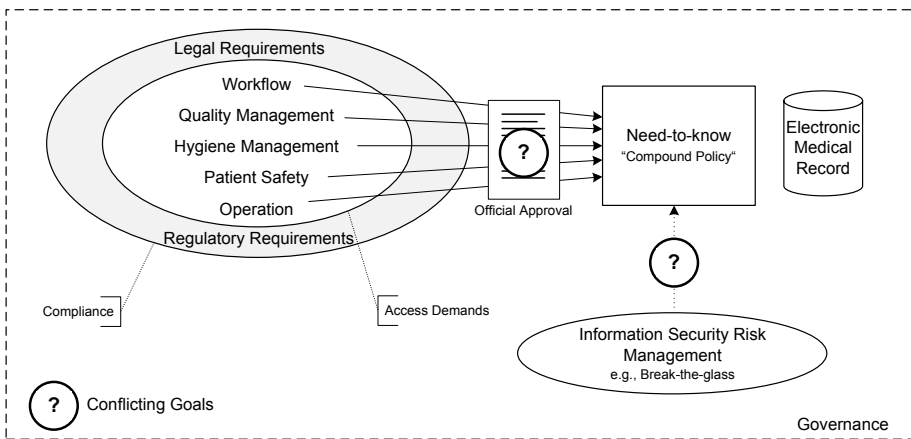 Legal Requirements
Workflow
Quality Management
Hygiene Management
Patient Safety
Operation
Regulatory Requirements
?
Official Approval
Need-to-know
“Compound Policy“
Electronic
Medical
Record
?
Compliance
Access Demands
Information Security Risk
Management
e.g., Break-the-glass
?
Conflicting Goals
Governance